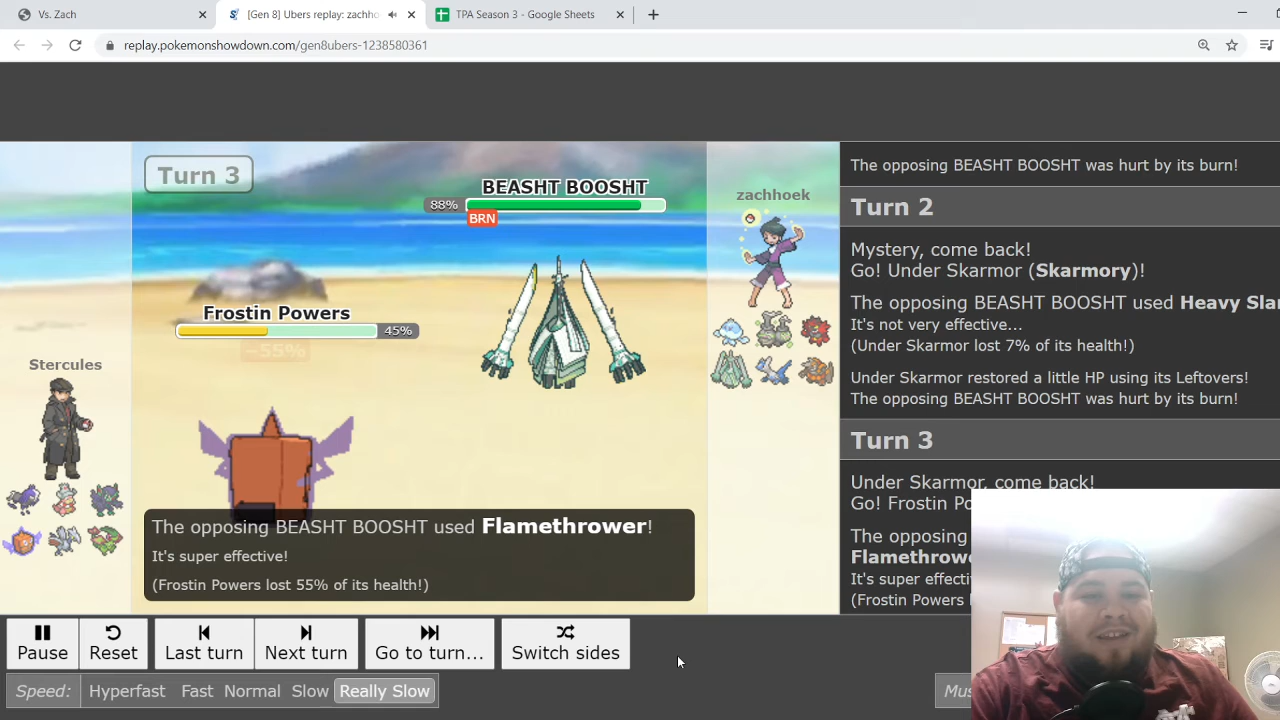 Vs. Zach
[Gen 8] Ubers replay: zachho
TPA Season 3 - Google Sheets
replay.pokemonshowdown.com/gen8ubers-1238580361
Turn 3
BEASHT BOOSHT
88%
BRN
Frostin Powers
45%
−55%
Stercules
zachhoek
The opposing BEASHT BOOSHT used Flamethrower!
It's super effective!
(Frostin Powers lost 55% of its health!)
The opposing BEASHT BOOSHT was hurt by its burn!
Turn 2
Mystery, come back!
Go! Under Skarmor (Skarmory)!
The opposing BEASHT BOOSHT used Heavy Slam
It's not very effective...
(Under Skarmor lost 7% of its health!)
Under Skarmor restored a little HP using its Leftovers!
The opposing BEASHT BOOSHT was hurt by its burn!
Turn 3
Under Skarmor, come back!
Go! Frostin Po
The opposing
Flamethrowe
It's super effecti
(Frostin Powers l
Pause
Reset
Last turn
Next turn
Go to turn...
Switch sides
Speed:
Hyperfast
Fast
Normal
Slow
Really Slow
Mus